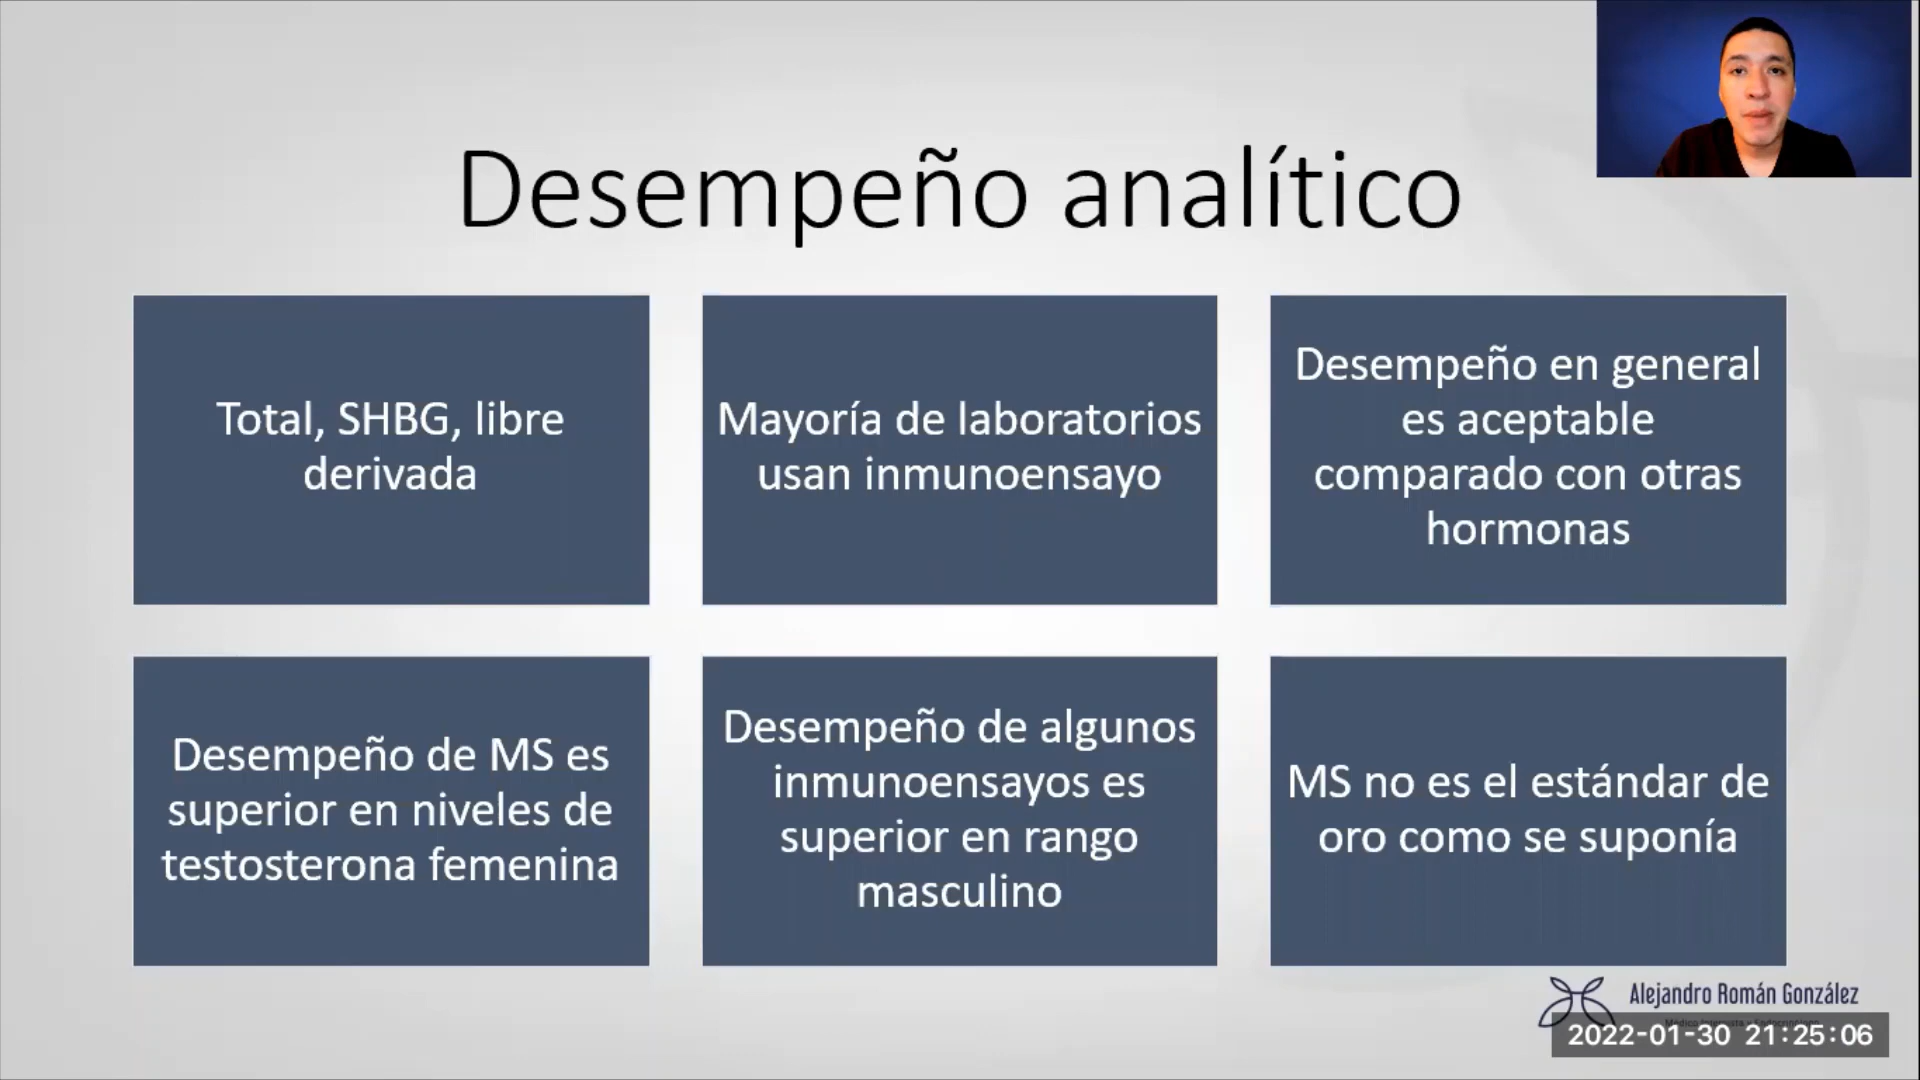 Desempeño analítico
Total, SHBG, libre
derivada
Mayoría de laboratorios
usan inmunoensayo
Desempeño en general
es aceptable
comparado con otras
hormonas
Desempeño de MS es
superior en niveles de
testosterona femenina
Desempeño de algunos
inmunoensayos es
superior en rango
masculino
MS no es el estándar de
oro como se suponía
Alejandro Román González
2022-01-30 21:25:06